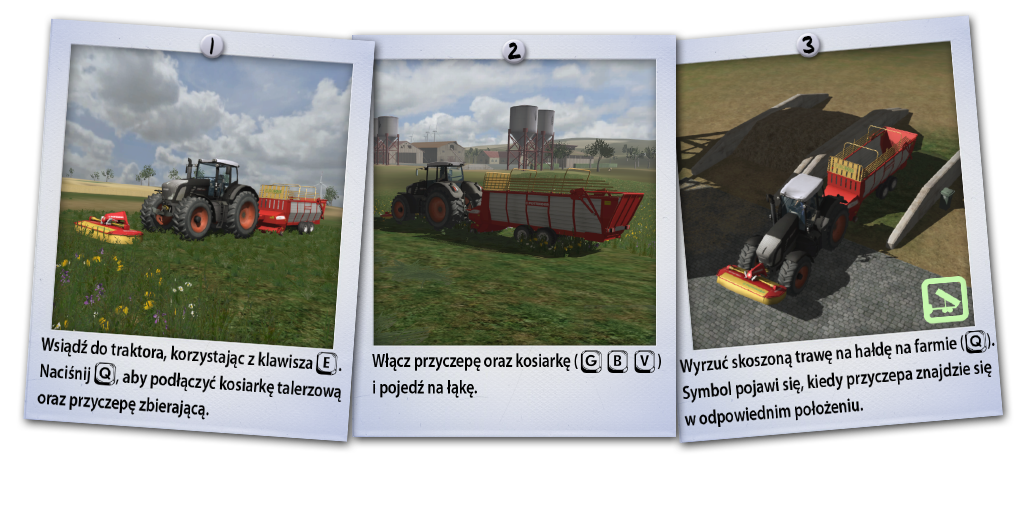 1
Wsiądź do traktora, korzystając z klawisza E.
Naciśnij Q, aby podłączyć kosiarkę talerzową
oraz przyczepę zbierającą.
2
Włącz przyczepę oraz kosiarkę (G B V)
i pojedź na łąkę.
3
Wyrzuć skoszoną trawę na hałdę na farmie (Q).
Symbol pojawi się, kiedy przyczepa znajdzie się
w odpowiednim położeniu.